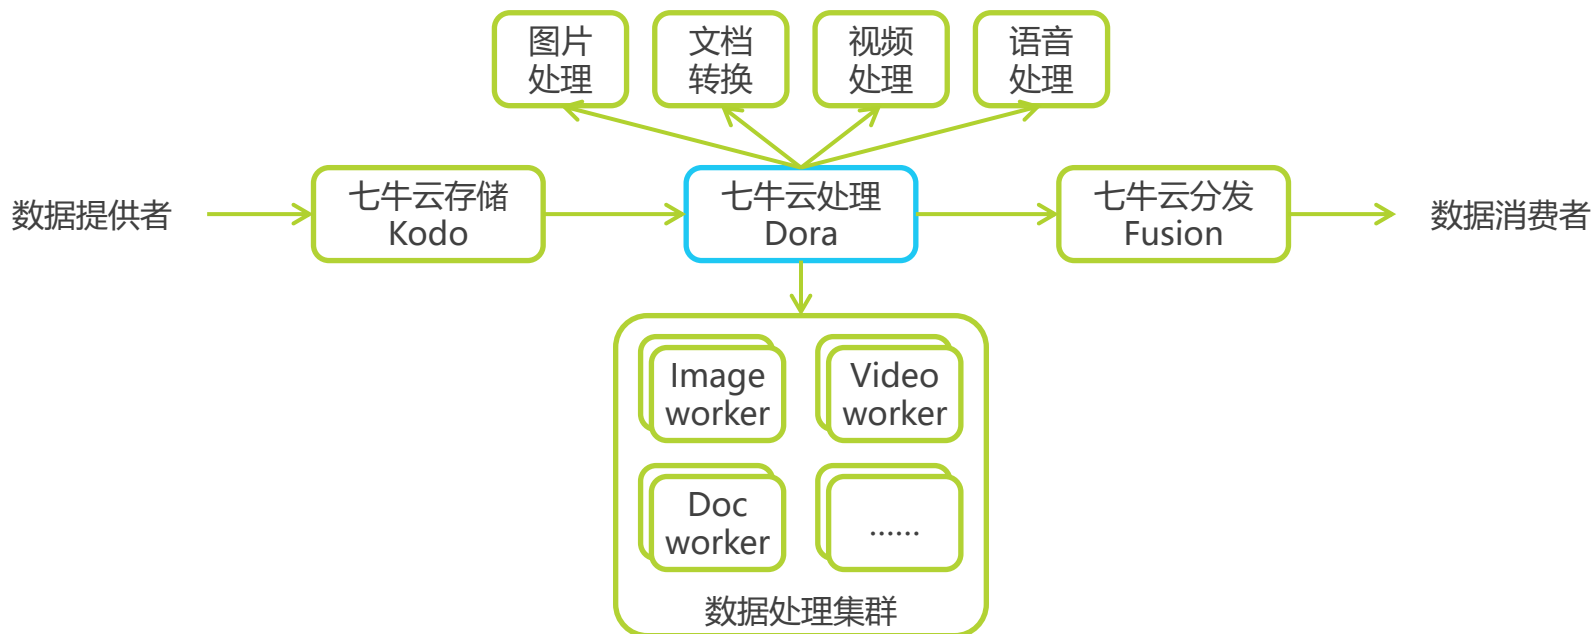 图片
处理
文档
转换
视频
处理
语音
处理
数据提供者
七牛云存储
Kodo
七牛云处理
Dora
七牛云分发
Fusion
数据消费者
Image
worker
Video
worker
Doc
worker
......
数据处理集群